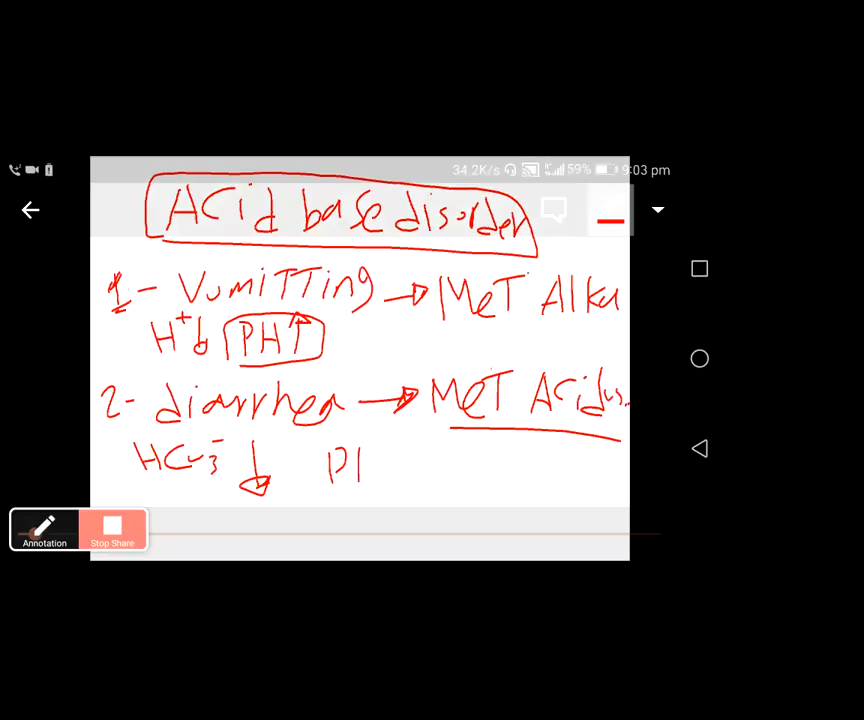 34.2K/s 59% 9:03 pm
ACid base disorder
1- VomiTTing → MeT Alka
H+↓ PH↑
2- diarrhea → MeT ACidos.
HCo3- ↓ PH
Annotation
Stop Share